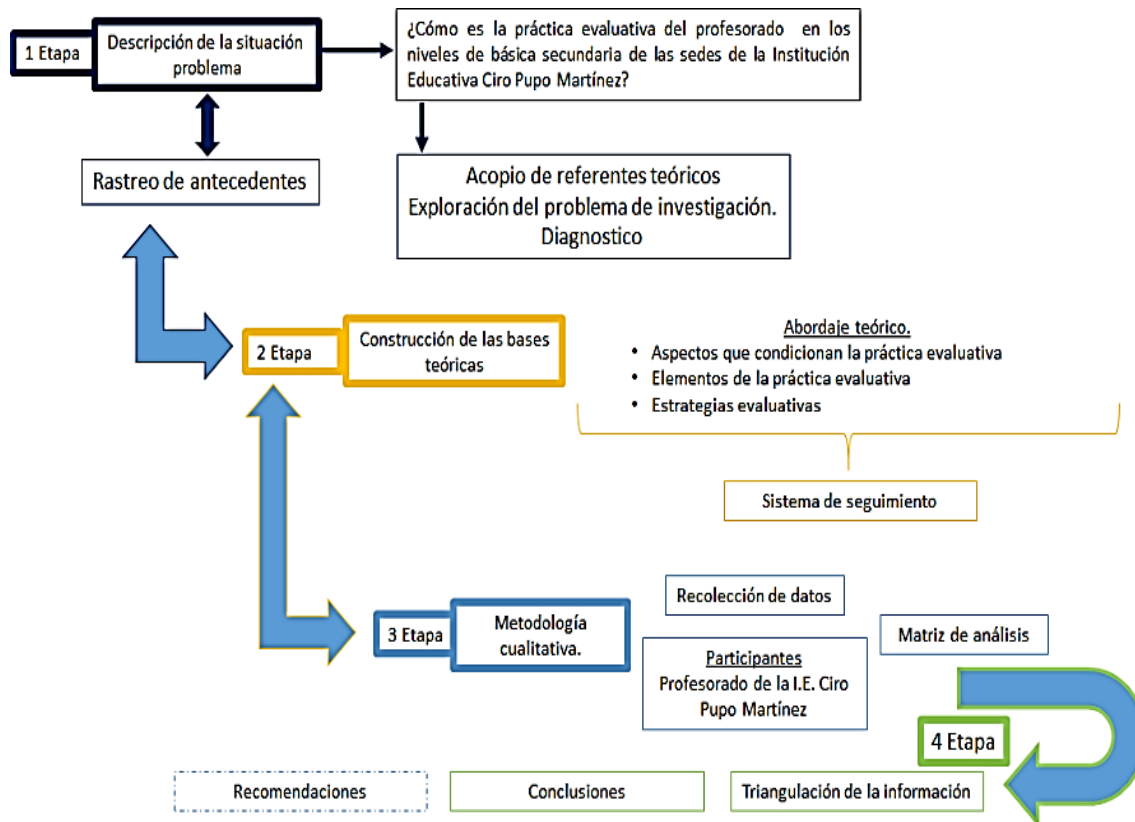 1 Etapa
Descripción de la situación
problema
¿Cómo es la práctica evaluativa del profesorado en los
niveles de básica secundaria de las sedes de la Institución
Educativa Ciro Pupo Martínez?
Rastreo de antecedentes
Acopio de referentes teóricos
Exploración del problema de investigación.
Diagnostico
2 Etapa
Construcción de las bases
teóricas
Abordaje teórico.
• Aspectos que condicionan la práctica evaluativa
• Elementos de la práctica evaluativa
• Estrategias evaluativas
Sistema de seguimiento
3 Etapa
Metodología
cualitativa.
Recolección de datos
Participantes
Profesorado de la I.E. Ciro
Pupo Martínez
Matriz de análisis
4 Etapa
Recomendaciones
Conclusiones
Triangulación de la información